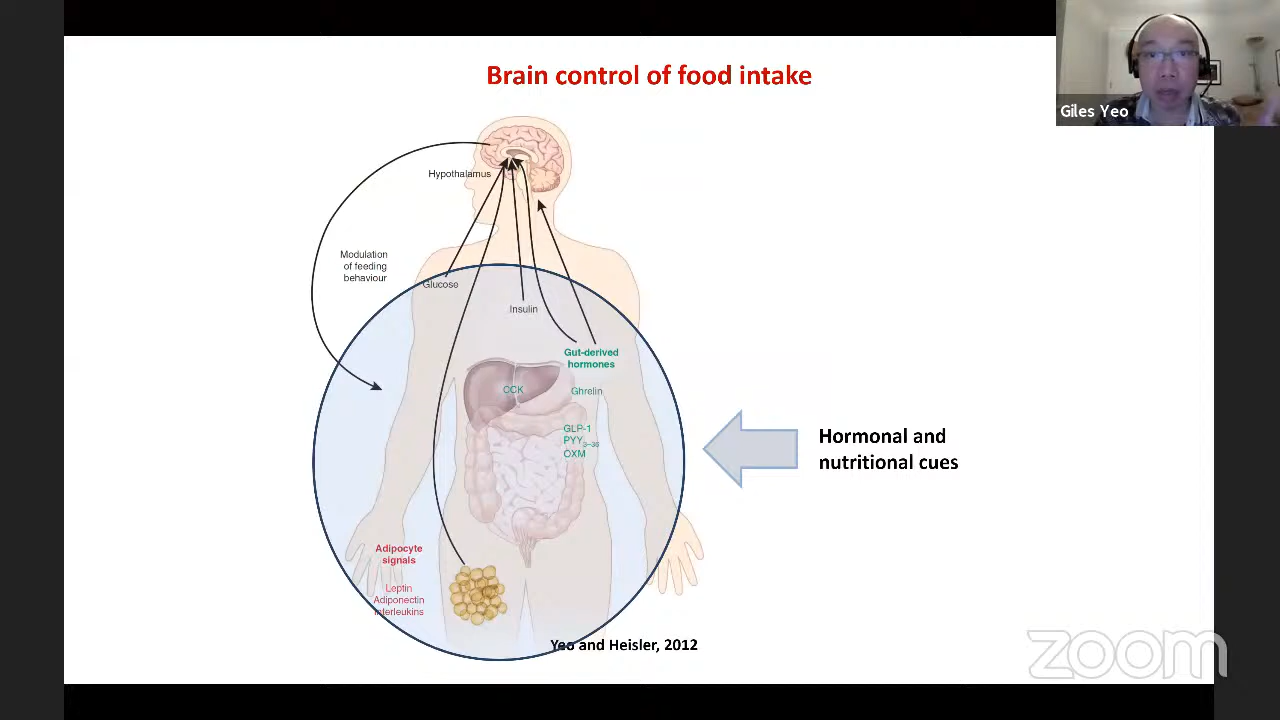 Brain control of food intake
Giles Yeo
Hypothalamus
Modulation
of feeding
behaviour
Glucose
Insulin
Gut-derived
hormones
CCK
Ghrelin
GLP-1
PYY3–36
OXM
Hormonal and
nutritional cues
Adipocyte
signals
Leptin
Adiponectin
Interleukins
Yeo and Heisler, 2012
zoom